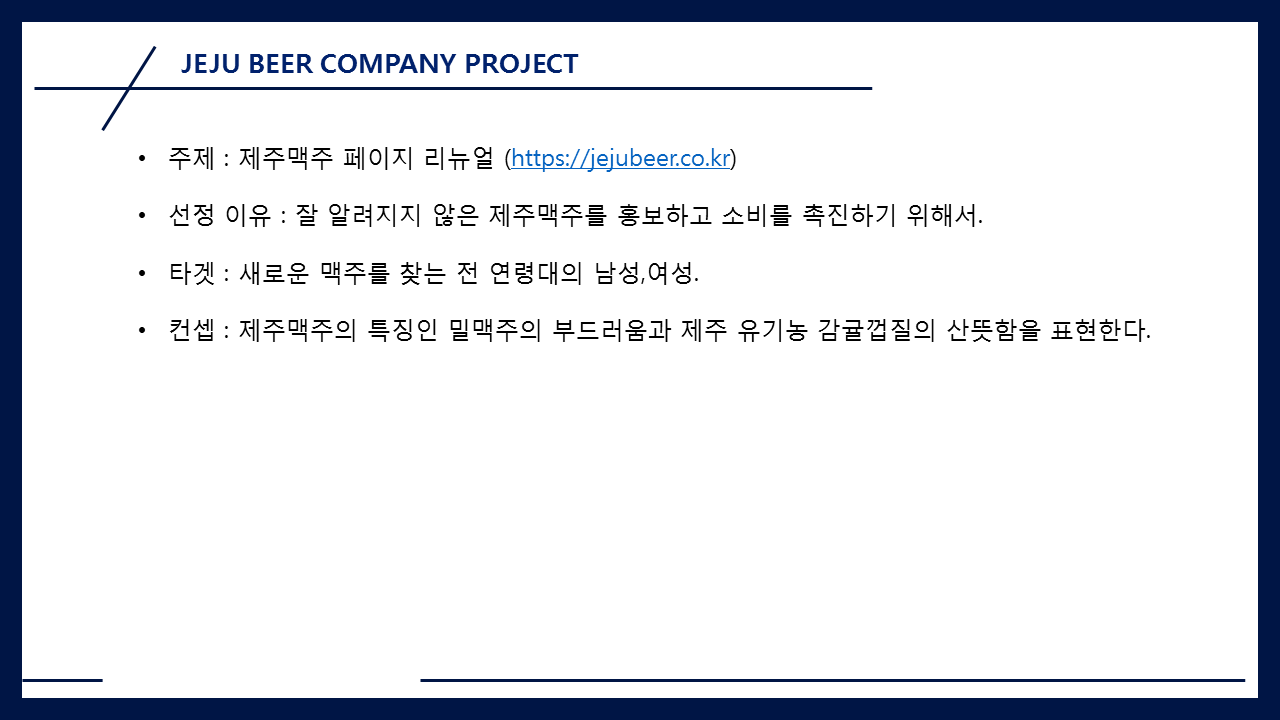 JEJU BEER COMPANY PROJECT
• 주제 : 제주맥주 페이지 리뉴얼 (https://jejubeer.co.kr)
• 선정 이유 : 잘 알려지지 않은 제주맥주를 홍보하고 소비를 촉진하기 위해서.
• 타겟 : 새로운 맥주를 찾는 전 연령대의 남성,여성.
• 컨셉 : 제주맥주의 특징인 밀맥주의 부드러움과 제주 유기농 감귤껍질의 산뜻함을 표현한다.